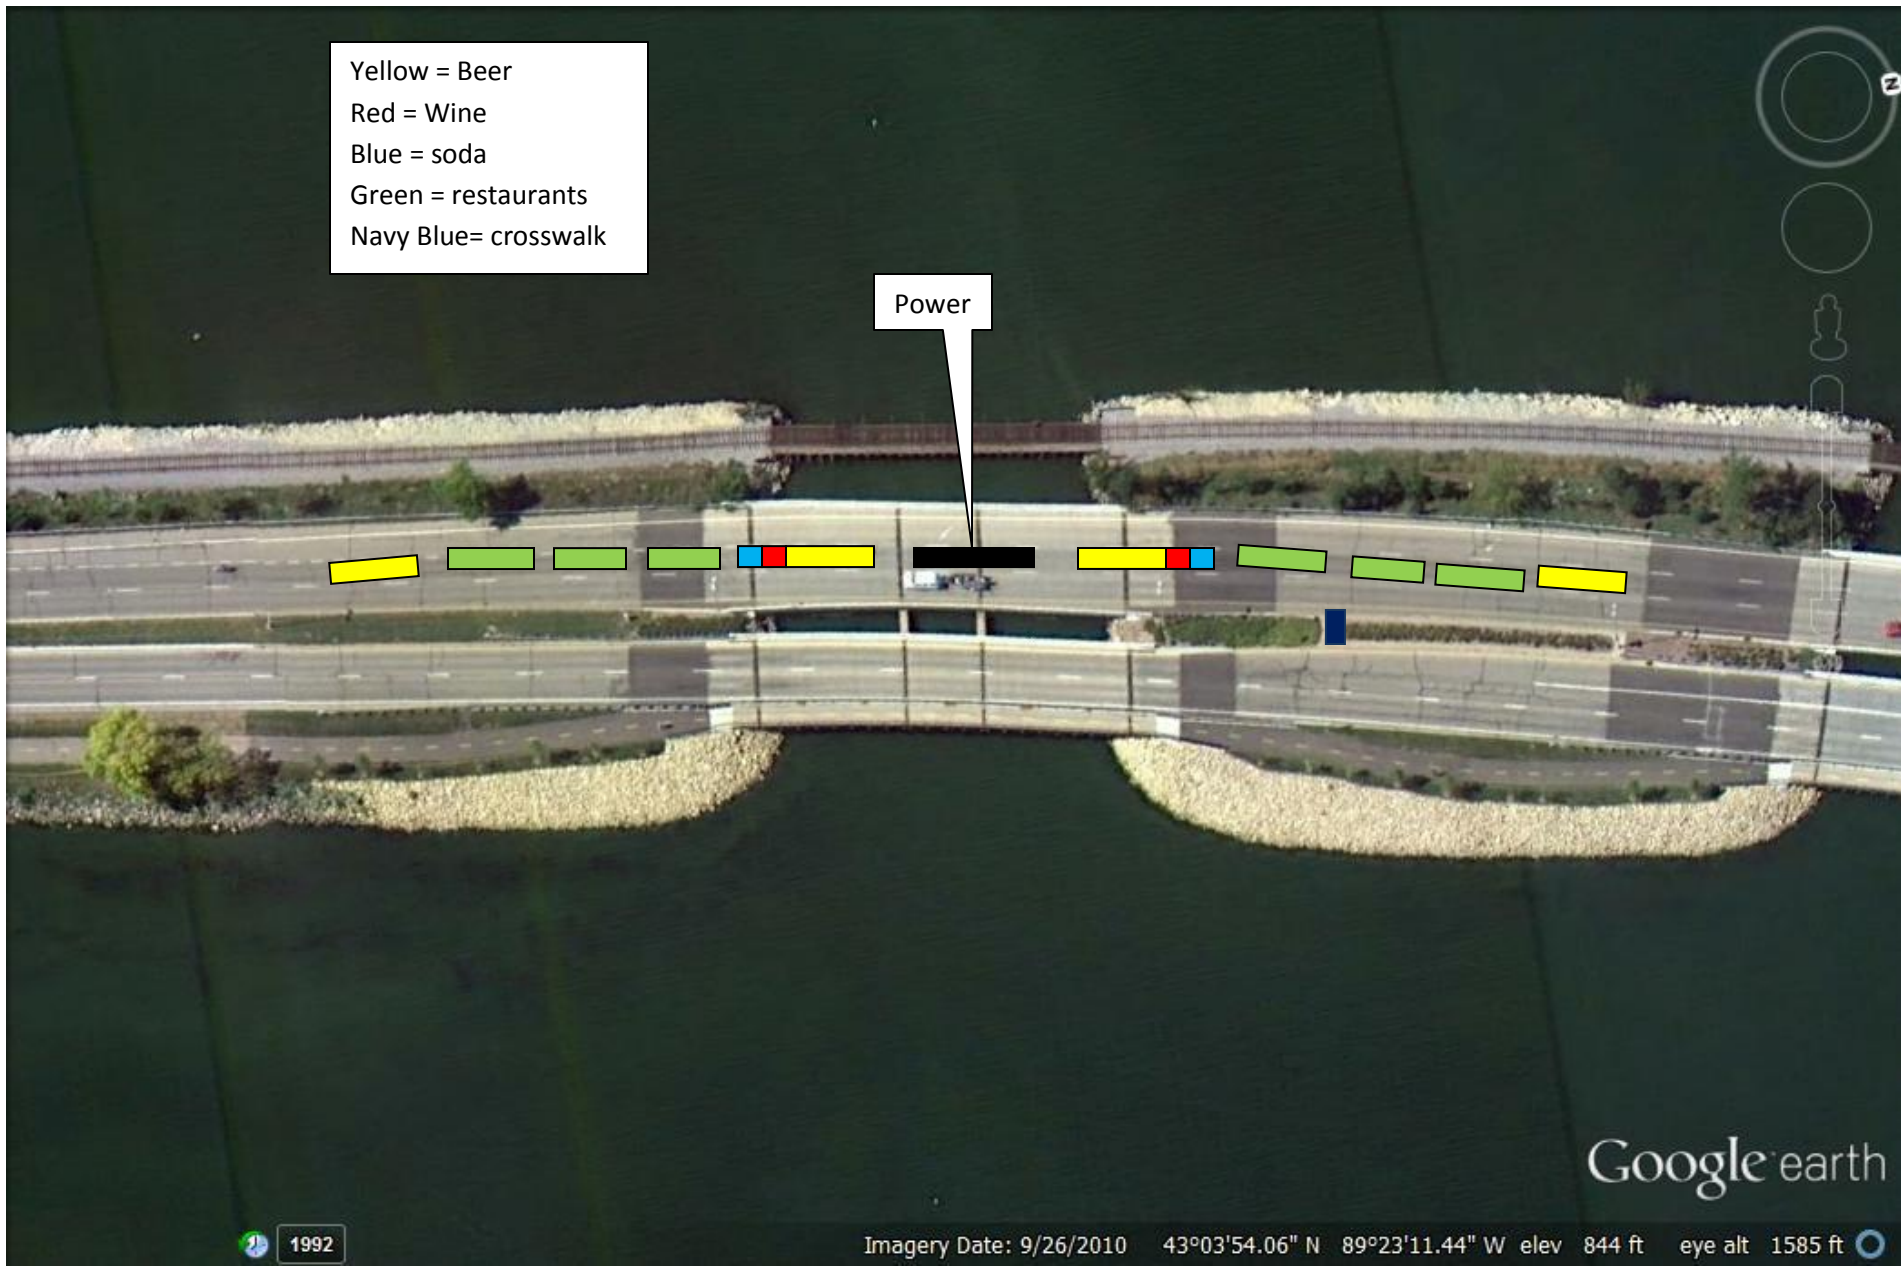 Yellow = Beer
Red = Wine
Blue = soda
Green = restaurants
Navy Blue= crosswalk
N
Power
Google earth
1992
Imagery Date: 9/26/2010 43°03'54.06" N 89°23'11.44" W elev 844 ft eye alt 1585 ft